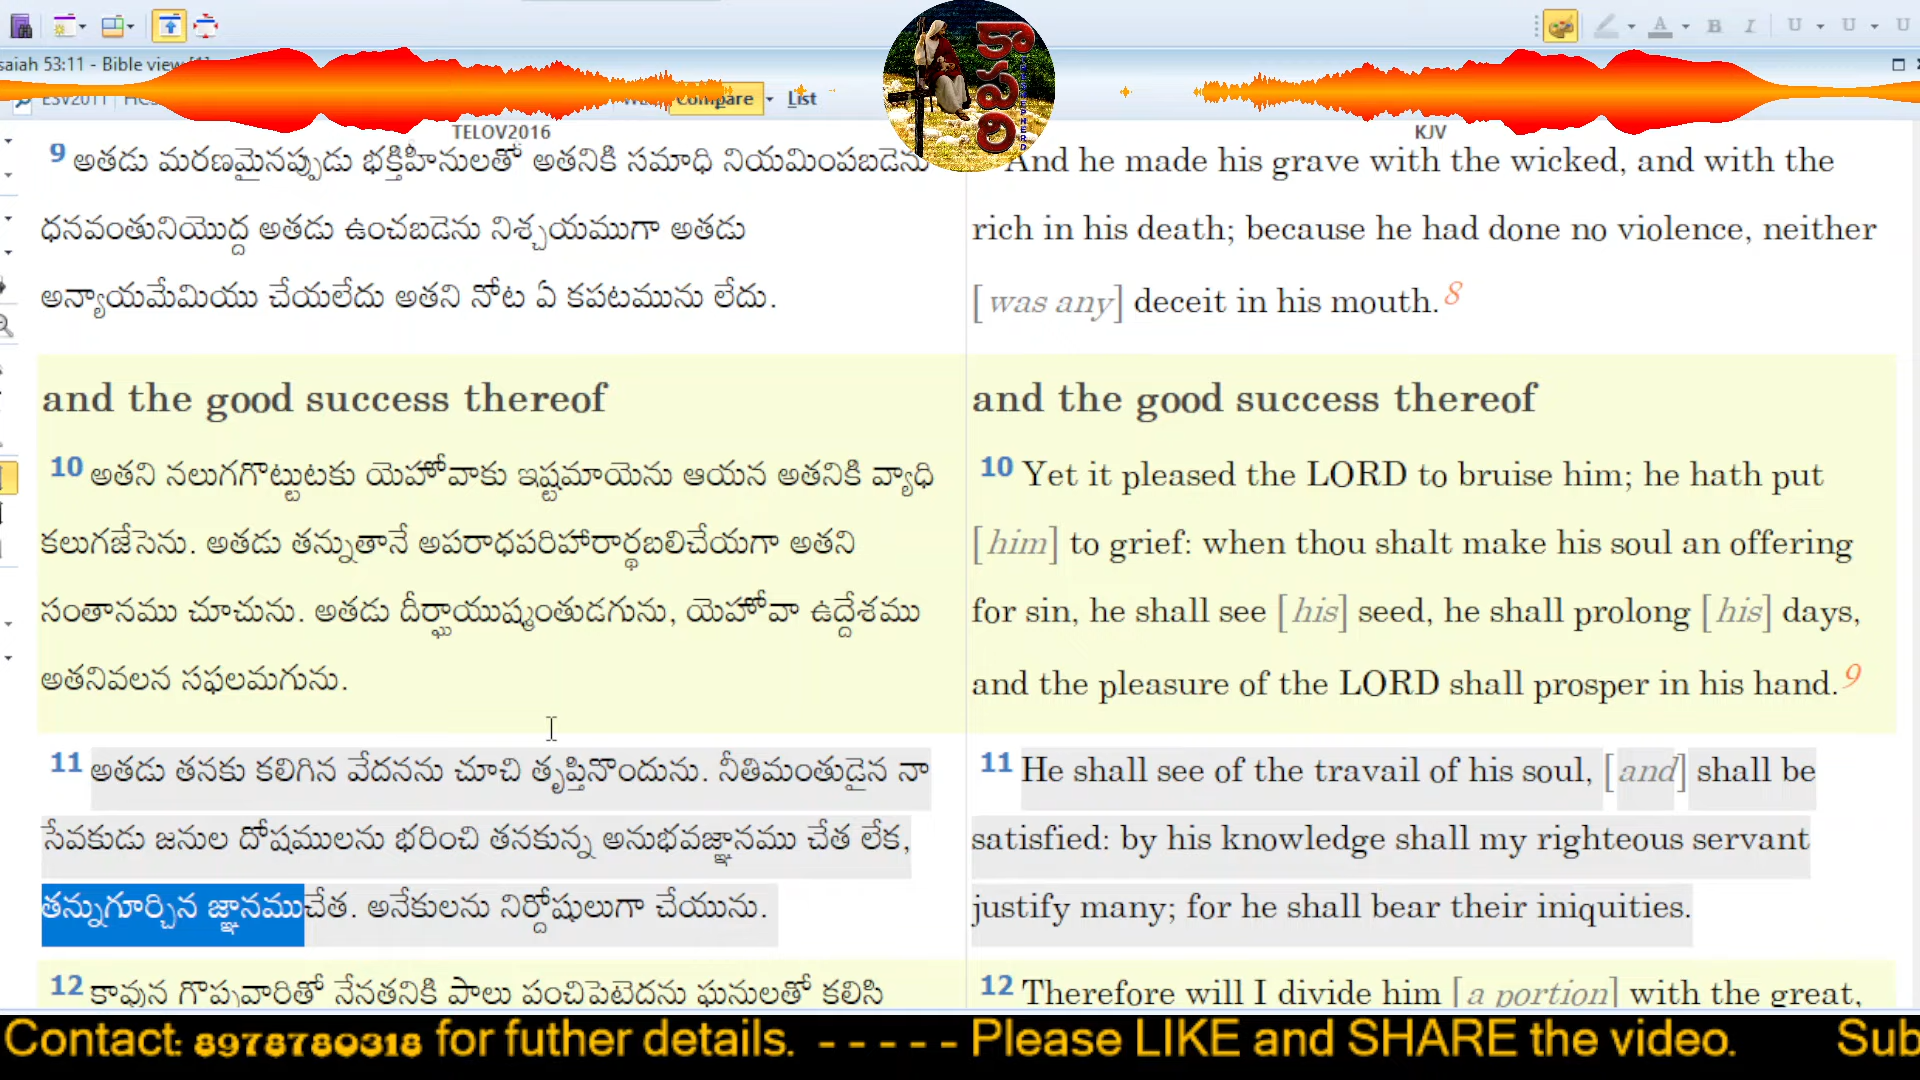 saiah 53:11 - Bible view
ESV2011
Compare
List
కాపరి
TELOV2016
KJV
9 అతడు మరణమైనప్పుడు భక్తిహీనులతో అతనికి సమాధి నియమింపబడెను
ధనవంతునియొద్ద అతడు ఉంచబడెను నిశ్చయముగా అతడు
అన్యాయమేమియు చేయలేదు అతని నోట ఏ కపటమును లేదు.
And he made his grave with the wicked, and with the
rich in his death; because he had done no violence, neither
[was any] deceit in his mouth.8
and the good success thereof
10 అతని నలుగగొట్టుటకు యెహోవాకు ఇష్టమాయెను ఆయన అతనికి వ్యాధి
కలుగజేసెను. అతడు తన్నుతానే అపరాధపరిహారార్థబలిచేయగా అతని
సంతానము చూచును. అతడు దీర్ఘాయుష్మంతుడగును, యెహోవా ఉద్దేశము
అతనివలన సఫలమగును.
and the good success thereof
10 Yet it pleased the LORD to bruise him; he hath put
[him] to grief: when thou shalt make his soul an offering
for sin, he shall see [his] seed, he shall prolong [his] days,
and the pleasure of the LORD shall prosper in his hand.9
11 అతడు తనకు కలిగిన వేదనను చూచి తృప్తినొందును. నీతిమంతుడైన నా
సేవకుడు జనుల దోషములను భరించి తనకున్న అనుభవజ్ఞానము చేత లేక,
తన్నుగూర్చిన జ్ఞానముచేత. అనేకులను నిర్దోషులుగా చేయును.
11 He shall see of the travail of his soul, [and] shall be
satisfied: by his knowledge shall my righteous servant
justify many; for he shall bear their iniquities.
12 కావున గొప్పవారితో నేనతనికి పాలు పంచిపెట్టెదను ఘనులతో కలిసి
12 Therefore will I divide him [a portion] with the great,
Contact: 8978780318 for futher details. - - - - - Please LIKE and SHARE the video. Sub